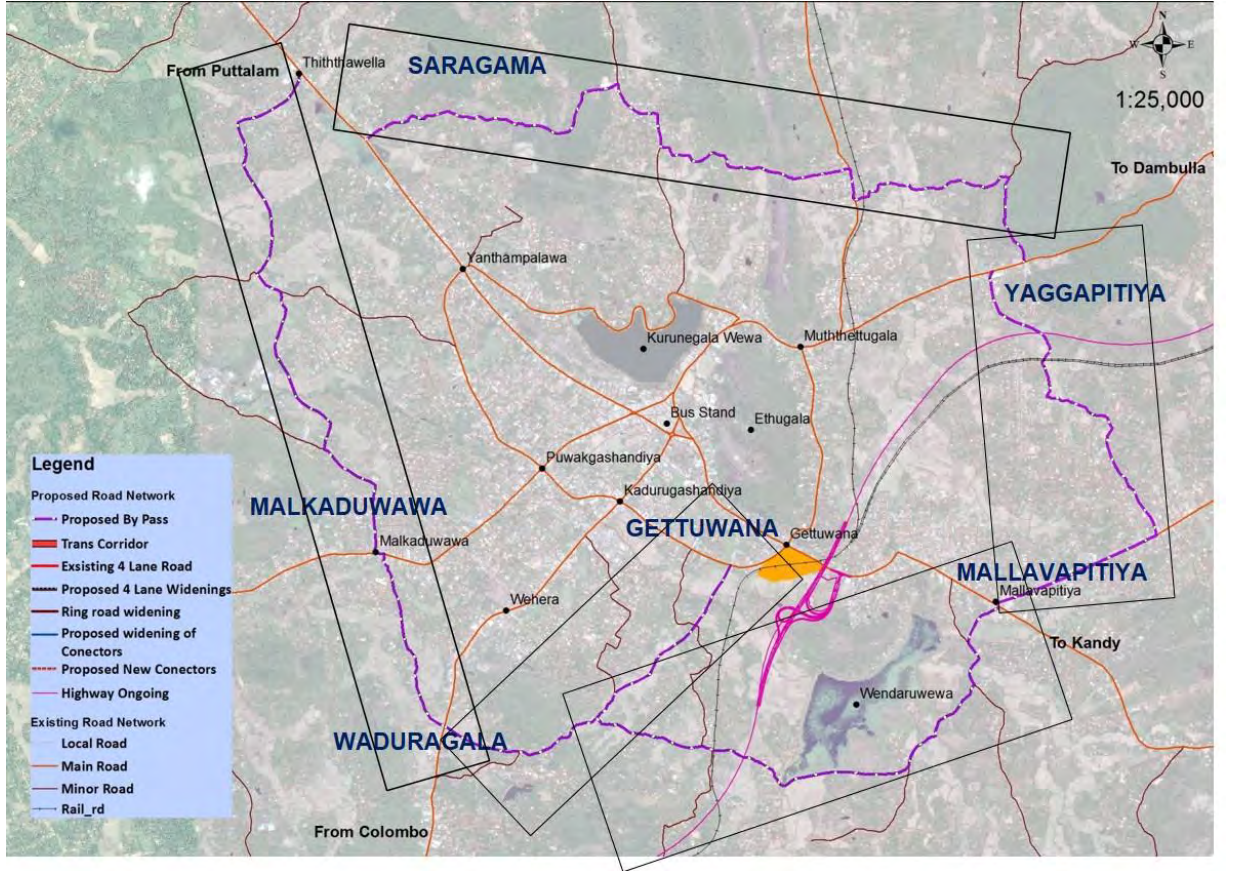 N
W E
S
1:25,000
From Puttalam
Thiththawella
SARAGAMA
To Dambulla
Yanthampalawa
YAGGAPITIYA
Kurunegala Wewa
Muththettugala
Bus Stand
Ethugala
Puwakgashandiya
Kadurugashandiya
MALKADUWAWA
GETTUWANA
Gettuwana
Malkaduwawa
MALLAVAPITIYA
Mallavapitiya
Wehera
To Kandy
Wendaruwewa
WADURAGALA
From Colombo
Legend
Proposed Road Network
Proposed By Pass
Trans Corridor
Exsisting 4 Lane Road
Proposed 4 Lane Widenings
Ring road widening
Proposed widening of
Conectors
Proposed New Conectors
Highway Ongoing
Existing Road Network
Local Road
Main Road
Minor Road
Rail_rd